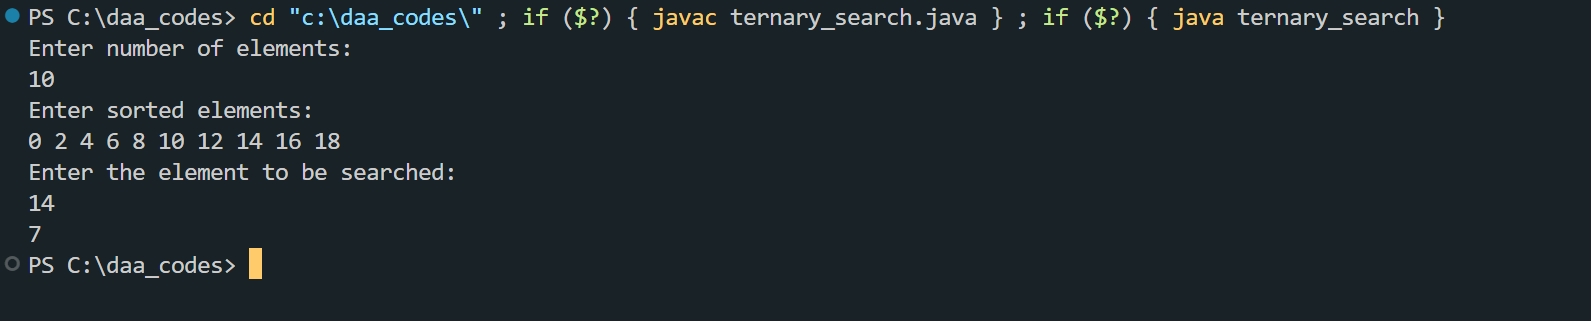 PS C:\daa_codes> cd "c:\daa_codes\" ; if ($?) { javac ternary_search.java } ; if ($?) { java ternary_search }
Enter number of elements:
10
Enter sorted elements:
0 2 4 6 8 10 12 14 16 18
Enter the element to be searched:
14
7
PS C:\daa_codes>